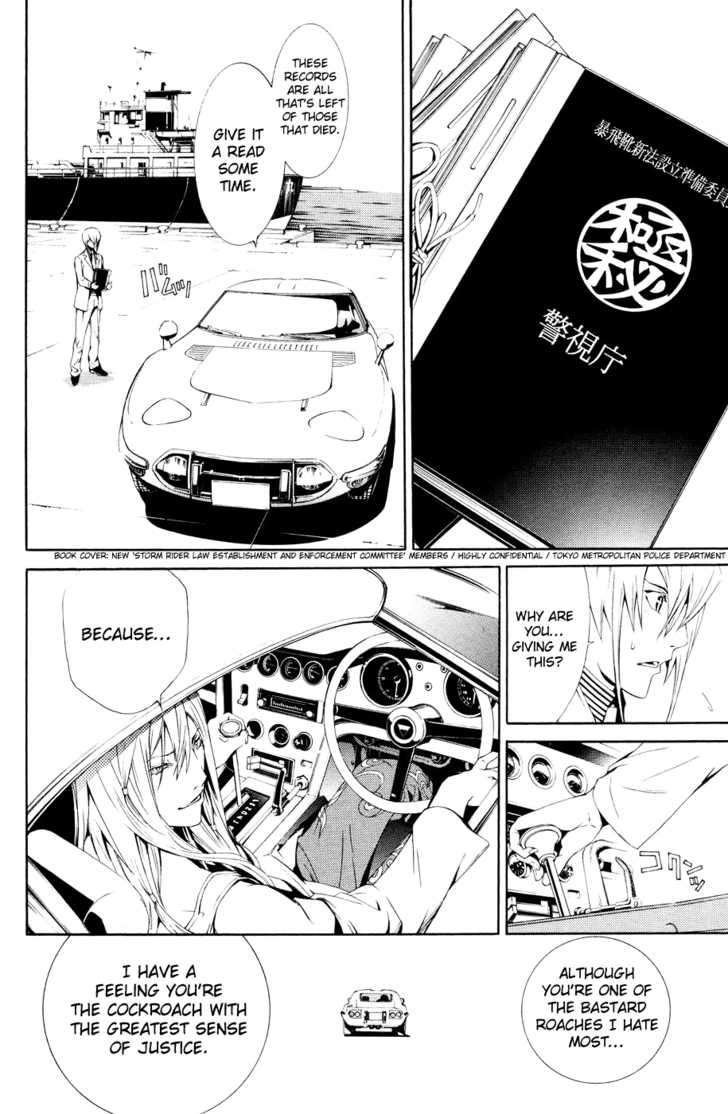 暴飛靴新法設立準備委員
極秘
警視庁
THESE
RECORDS
ARE ALL
THAT'S LEFT
OF THOSE
THAT DIED.
GIVE IT
A READ
SOME
TIME.
バムッ
BOOK COVER: NEW 'STORM RIDER LAW ESTABLISHMENT AND ENFORCEMENT COMMITTEE' MEMBERS / HIGHLY CONFIDENTIAL / TOKYO METROPOLITAN POLICE DEPARTMENT
WHY ARE
YOU...
GIVING ME
THIS?
BECAUSE...
コクンッ
ALTHOUGH
YOU'RE ONE OF
THE BASTARD
ROACHES I HATE
MOST...
I HAVE A
FEELING YOU'RE
THE COCKROACH WITH
THE GREATEST SENSE
OF JUSTICE.